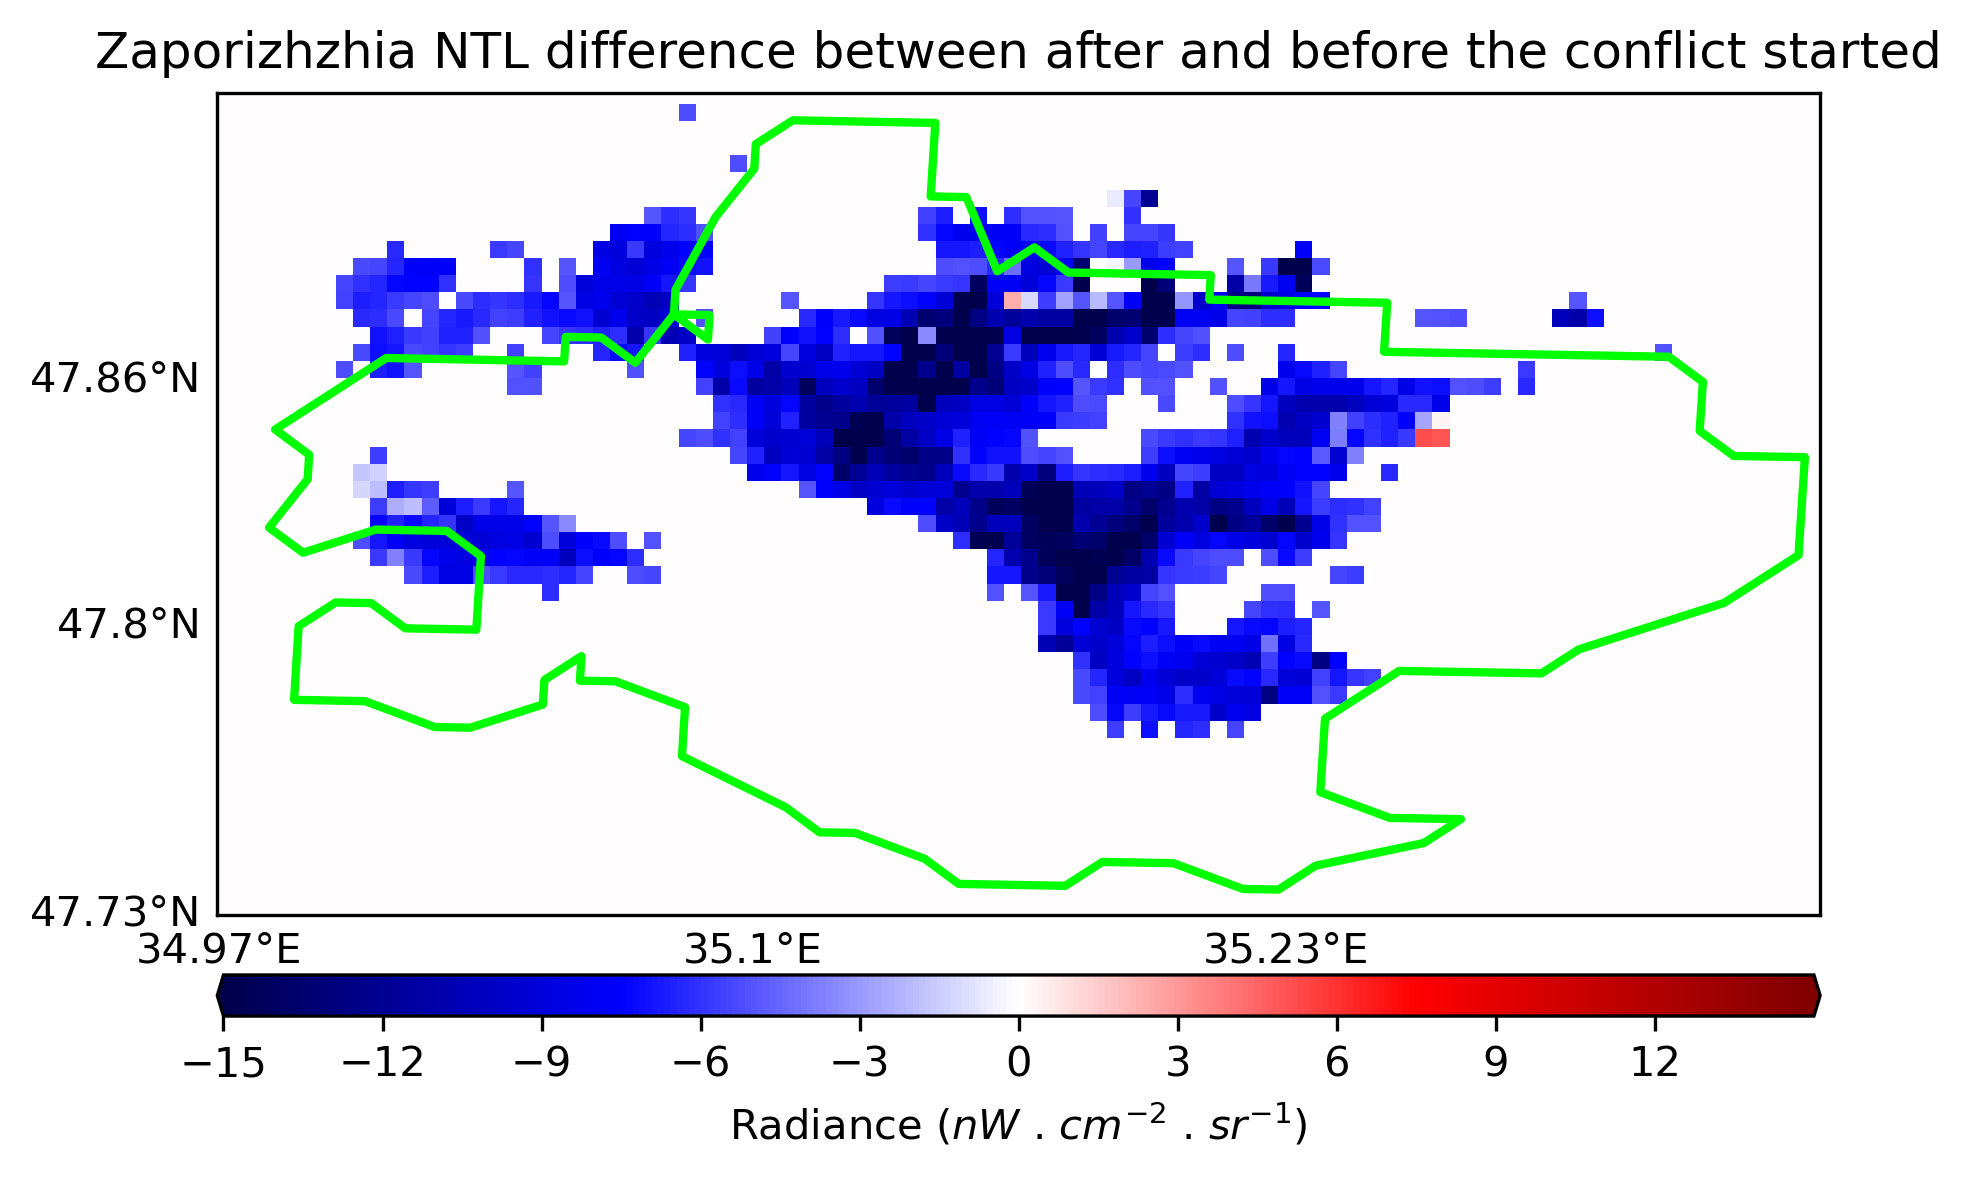 Zaporizhzhia NTL difference between after and before the conflict started
47.86°N
47.8°N
47.73°N
34.97°E 35.1°E 35.23°E
−15 −12 −9 −6 −3 0 3 6 9 12
Radiance (nW . cm⁻² . sr⁻¹)